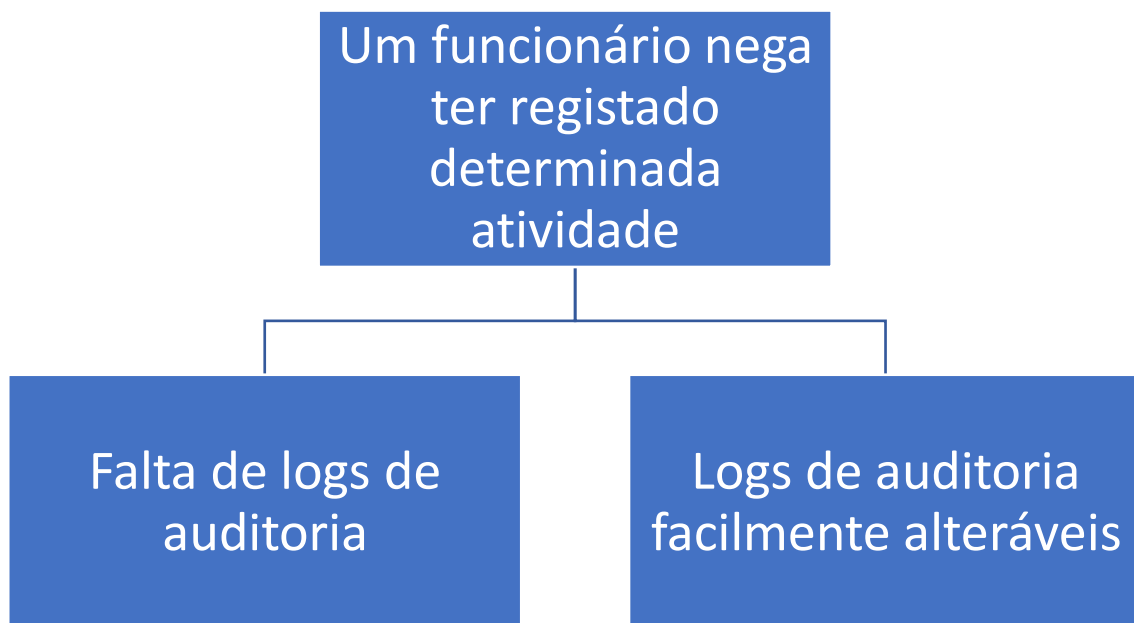 Um funcionário nega
ter registado
determinada
atividade
Falta de logs de
auditoria
Logs de auditoria
facilmente alteráveis